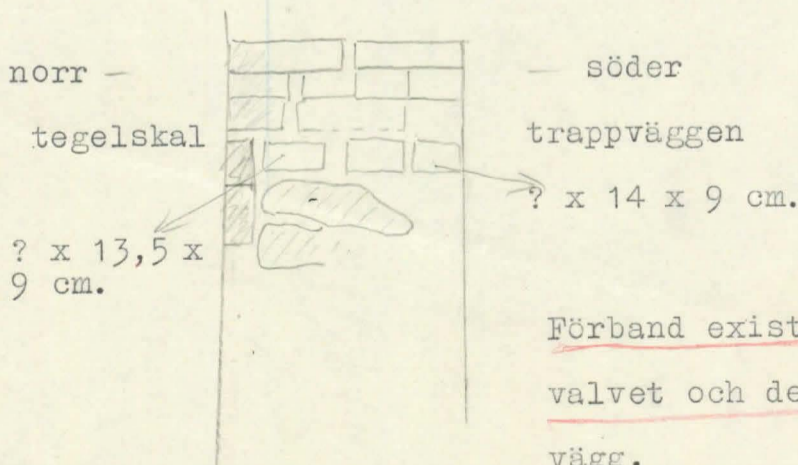 norr —
tegelskal
? x 13,5 x
9 cm.
— söder
trappväggen
? x 14 x 9 cm.
Förband exist
valvet och de
vägg.